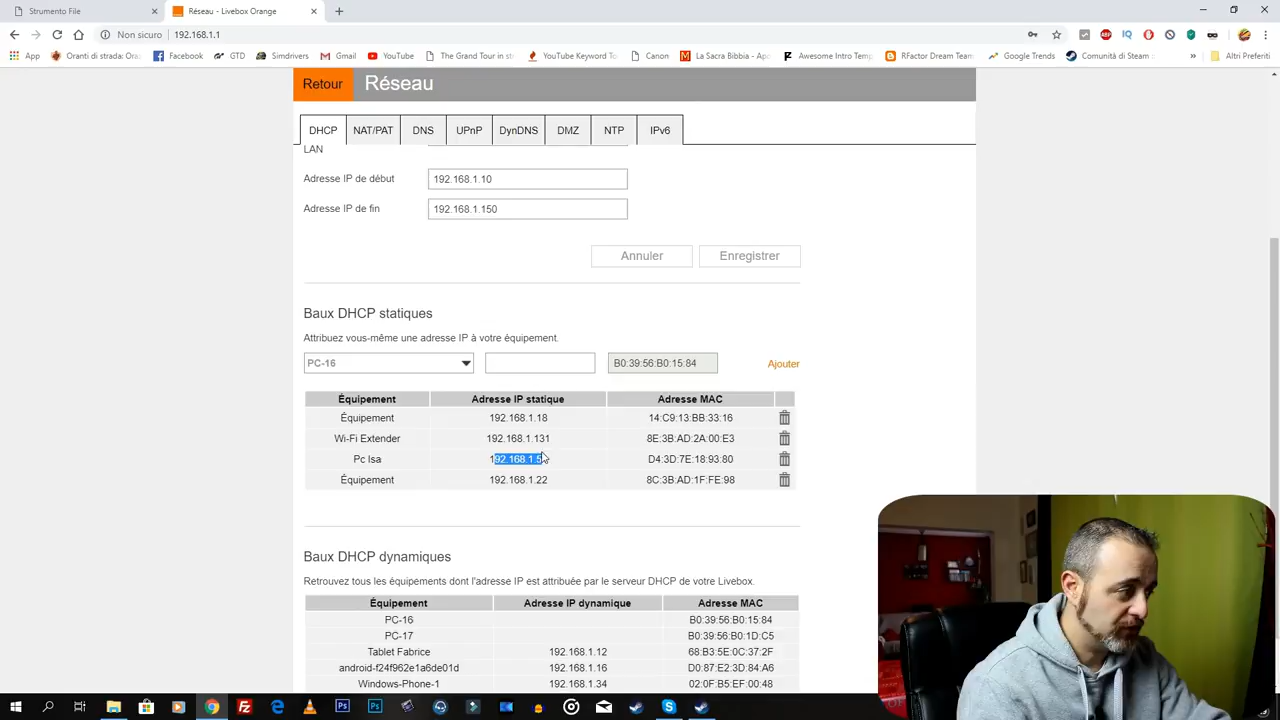 Strumento File
Réseau - Livebox Orange
Non sicuro 192.168.1.1
App
Oranti di strada: Ora
Facebook
GTD
Simdrivers
Gmail
YouTube
The Grand Tour in st
YouTube Keyword To
Canon
La Sacra Bibbia - Apo
Awesome Intro Temp
RFactor Dream Team
Google Trends
Comunità di Steam
»
Altri Preferiti
Retour Réseau
DHCP NAT/PAT DNS UPnP DynDNS DMZ NTP IPv6
LAN
Adresse IP de début 192.168.1.10
Adresse IP de fin 192.168.1.150
Annuler Enregistrer
Baux DHCP statiques
Attribuez vous-même une adresse IP à votre équipement.
PC-16 B0:39:56:B0:15:84 Ajouter
Équipement Adresse IP statique Adresse MAC
Équipement 192.168.1.18 14:C9:13:BB:33:16
Wi-Fi Extender 192.168.1.131 8E:3B:AD:2A:00:E3
Pc Isa 192.168.1.5 D4:3D:7E:18:93:80
Équipement 192.168.1.22 8C:3B:AD:1F:FE:98
Baux DHCP dynamiques
Retrouvez tous les équipements dont l'adresse IP est attribuée par le serveur DHCP de votre Livebox.
Équipement Adresse IP dynamique Adresse MAC
PC-16 B0:39:56:B0:15:84
PC-17 B0:39:56:B0:1D:C5
Tablet Fabrice 192.168.1.12 68:B3:5E:0C:37:2F
android-f24f962e1a6de01d 192.168.1.16 D0:87:E2:3D:84:A6
Windows-Phone-1 192.168.1.34 02:0F:B5:EF:00:48